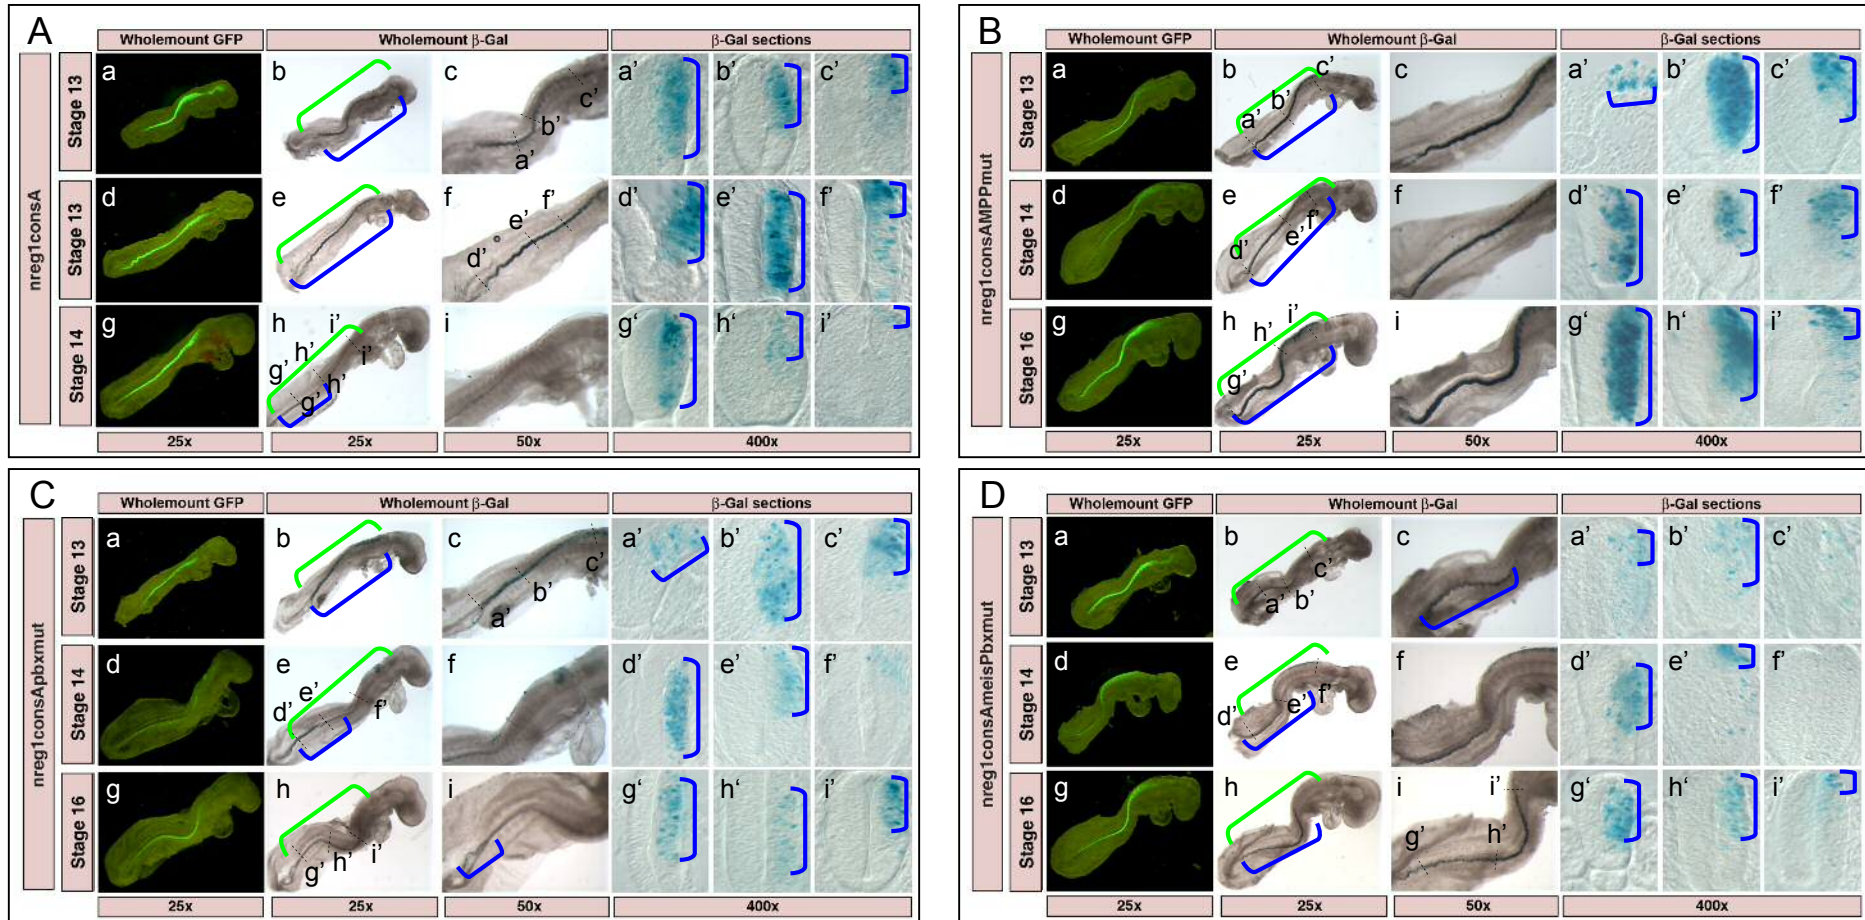 A
Wholemount GFP Wholemount β-Gal β-Gal sections
nreg1consA
Stage 13
a b c a' b' c'
a' b' c'
Stage 13
d e f d' e' f'
d' e' f'
Stage 14
g h i g' h' i'
g' h' i'
g' h' i'
25x 25x 50x 400x
B
Wholemount GFP Wholemount β-Gal β-Gal sections
nreg1consAMPPmut
Stage 13
a b c a' b' c'
a' b' c'
Stage 14
d e f d' e' f'
d' e' f'
Stage 16
g h i g' h' i'
g' h' i'
25x 25x 50x 400x
C
Wholemount GFP Wholemount β-Gal β-Gal sections
nreg1consApbxmut
Stage 13
a b c a' b' c'
a' b' c'
Stage 14
d e f d' e' f'
d' e' f'
Stage 16
g h i g' h' i'
g' h' i'
25x 25x 50x 400x
D
Wholemount GFP Wholemount β-Gal β-Gal sections
nreg1consAmeisPbxmut
Stage 13
a b c a' b' c'
a' b' c'
Stage 14
d e f d' e' f'
d' e' f'
Stage 16
g h i g' h' i'
g' h' i'
25x 25x 50x 400x